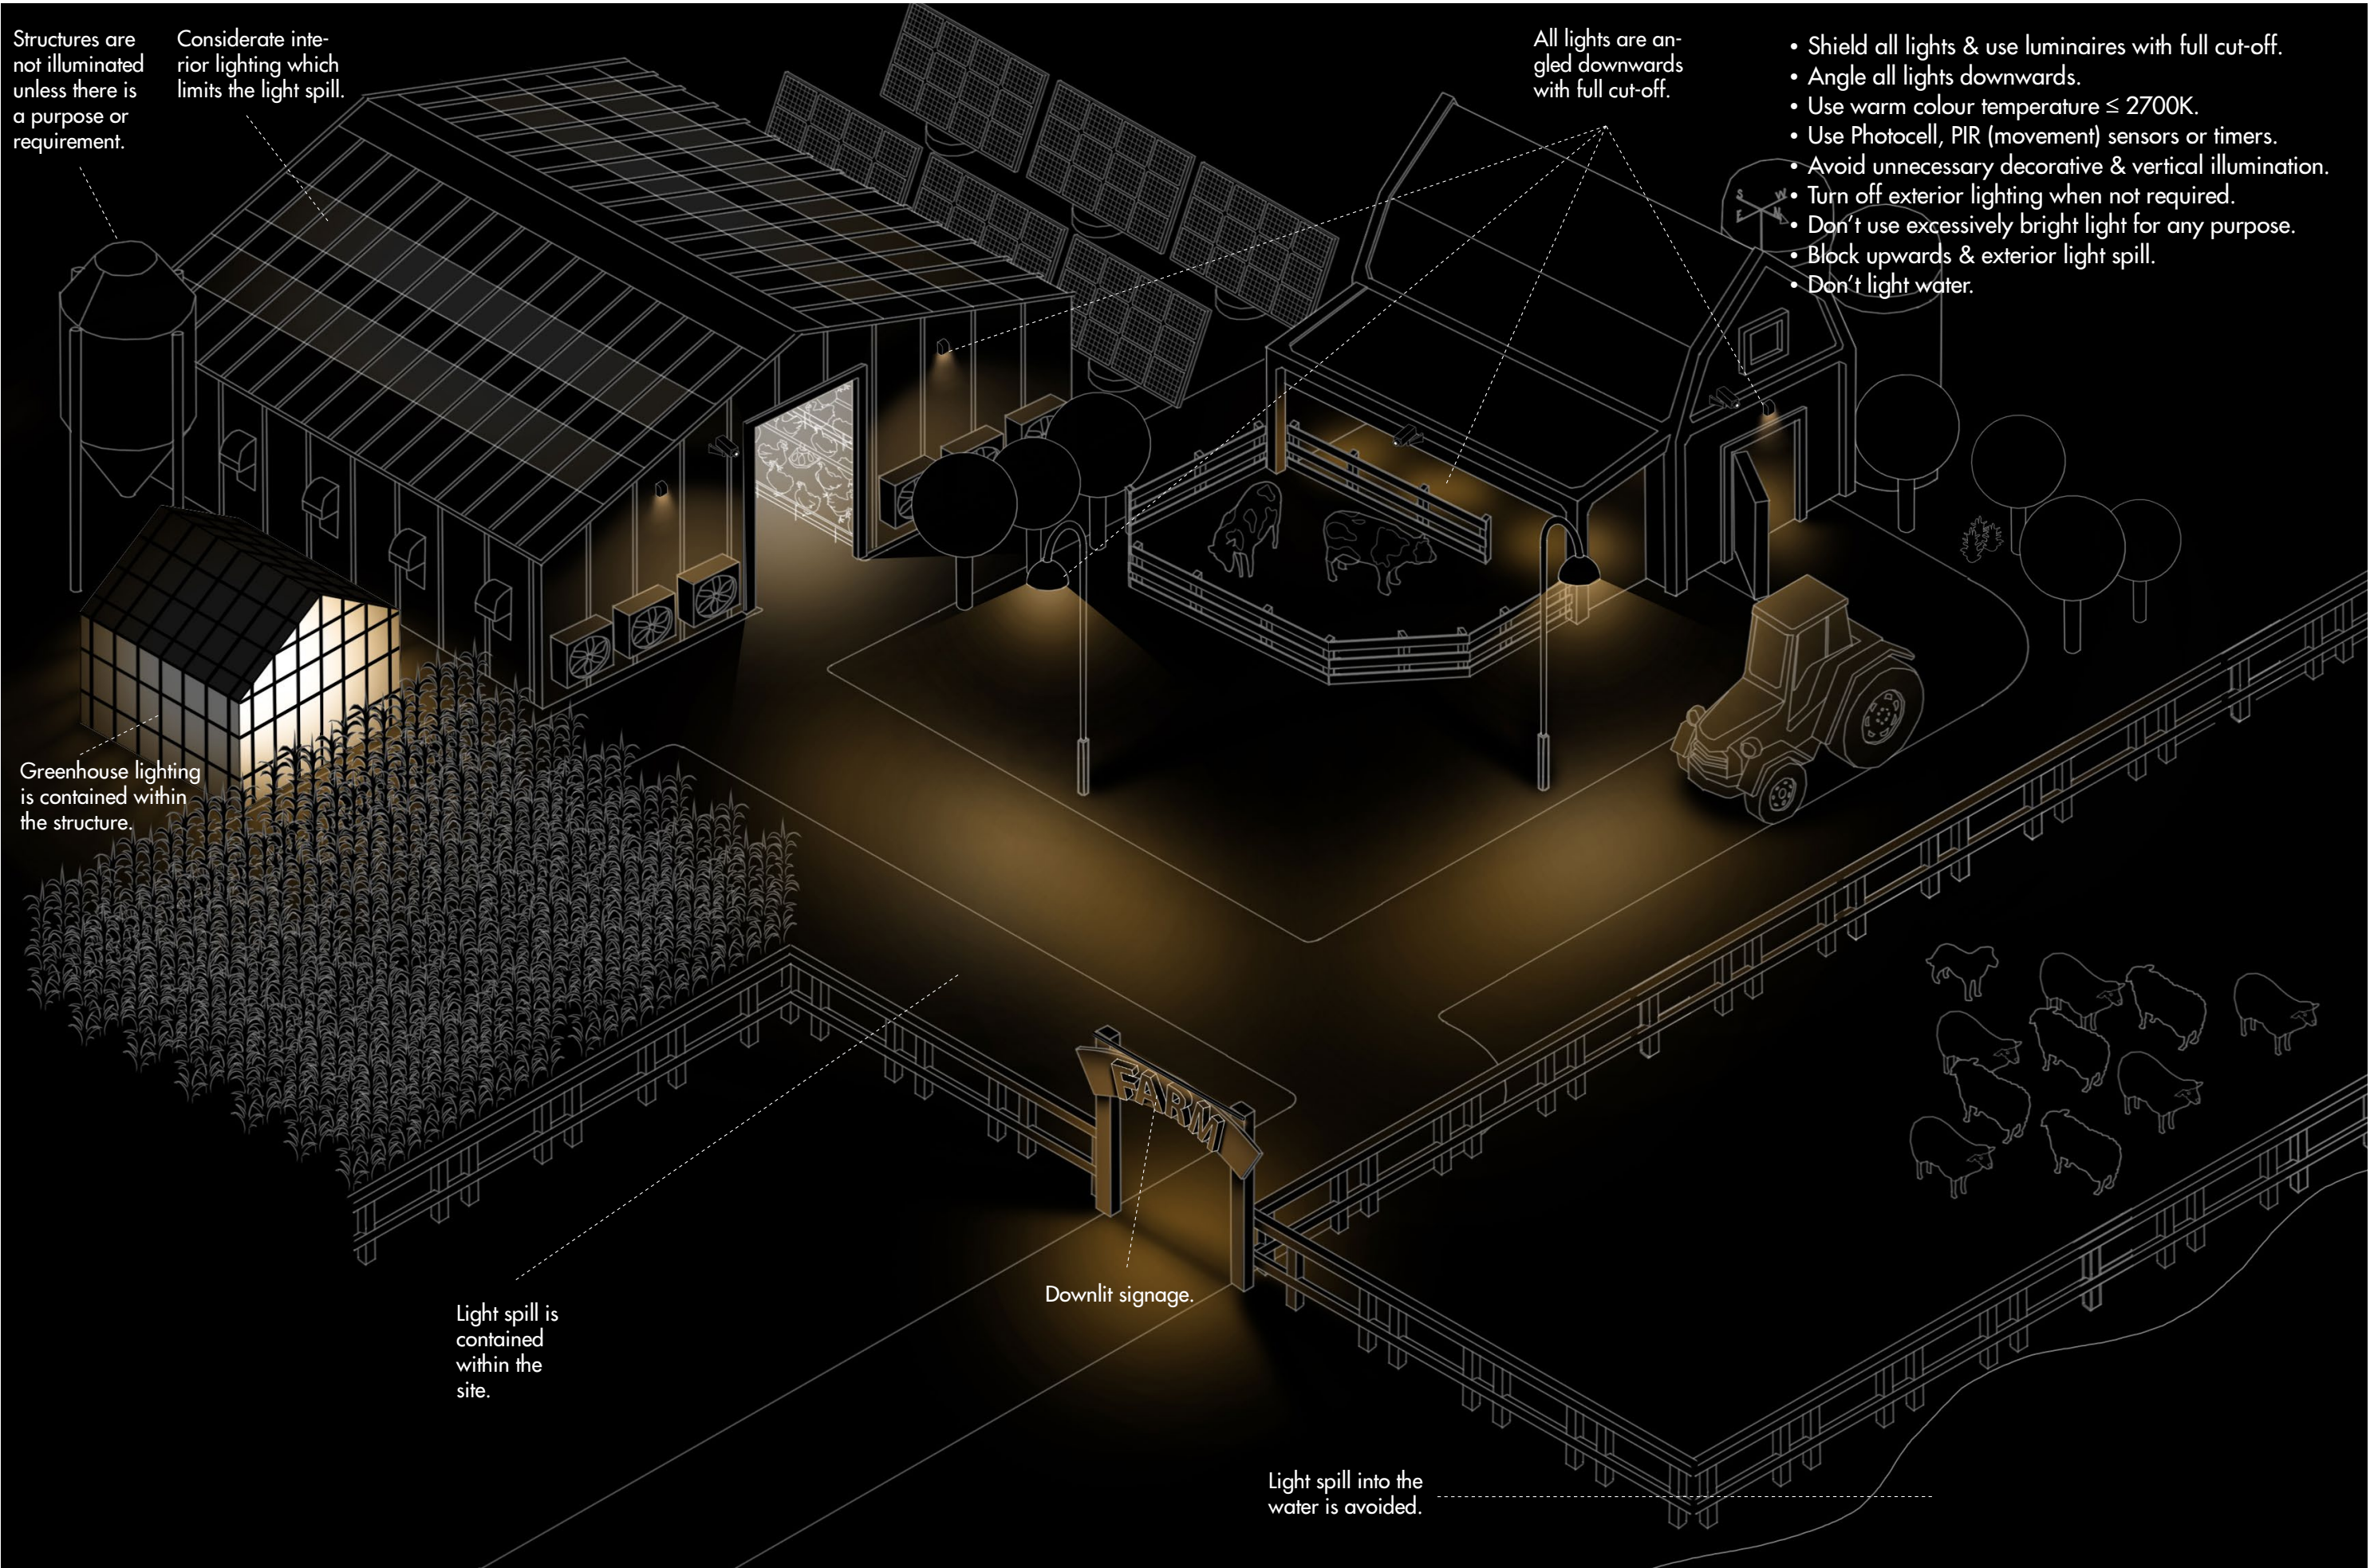 Structures are
not illuminated
unless there is
a purpose or
requirement.
Considerate inte-
rior lighting which
limits the light spill.
All lights are an-
gled downwards
with full cut-off.
• Shield all lights & use luminaires with full cut-off.
• Angle all lights downwards.
• Use warm colour temperature ≤ 2700K.
• Use Photocell, PIR (movement) sensors or timers.
• Avoid unnecessary decorative & vertical illumination.
• Turn off exterior lighting when not required.
• Don't use excessively bright light for any purpose.
• Block upwards & exterior light spill.
• Don't light water.
S W
E N
Greenhouse lighting
is contained within
the structure.
FARM
Downlit signage.
Light spill is
contained
within the
site.
Light spill into the
water is avoided.